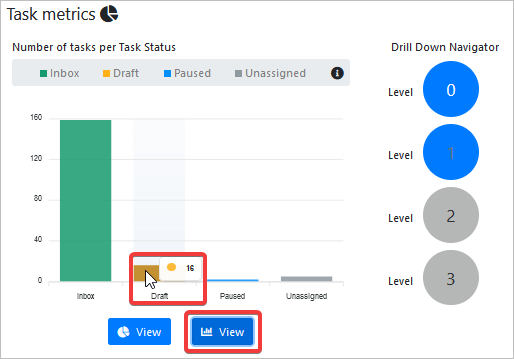 Task metrics
Number of tasks per Task Status
Inbox Draft Paused Unassigned
160
120
80
40
0
16
Inbox Draft Paused Unassigned
View View
Drill Down Navigator
Level 0
Level 1
Level 2
Level 3